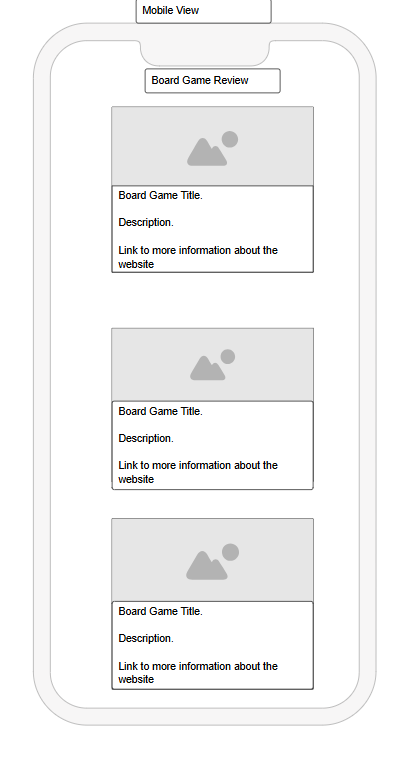 Mobile View
Board Game Review
Board Game Title.
Description.
Link to more information about the
website
Board Game Title.
Description.
Link to more information about the
website
Board Game Title.
Description.
Link to more information about the
website